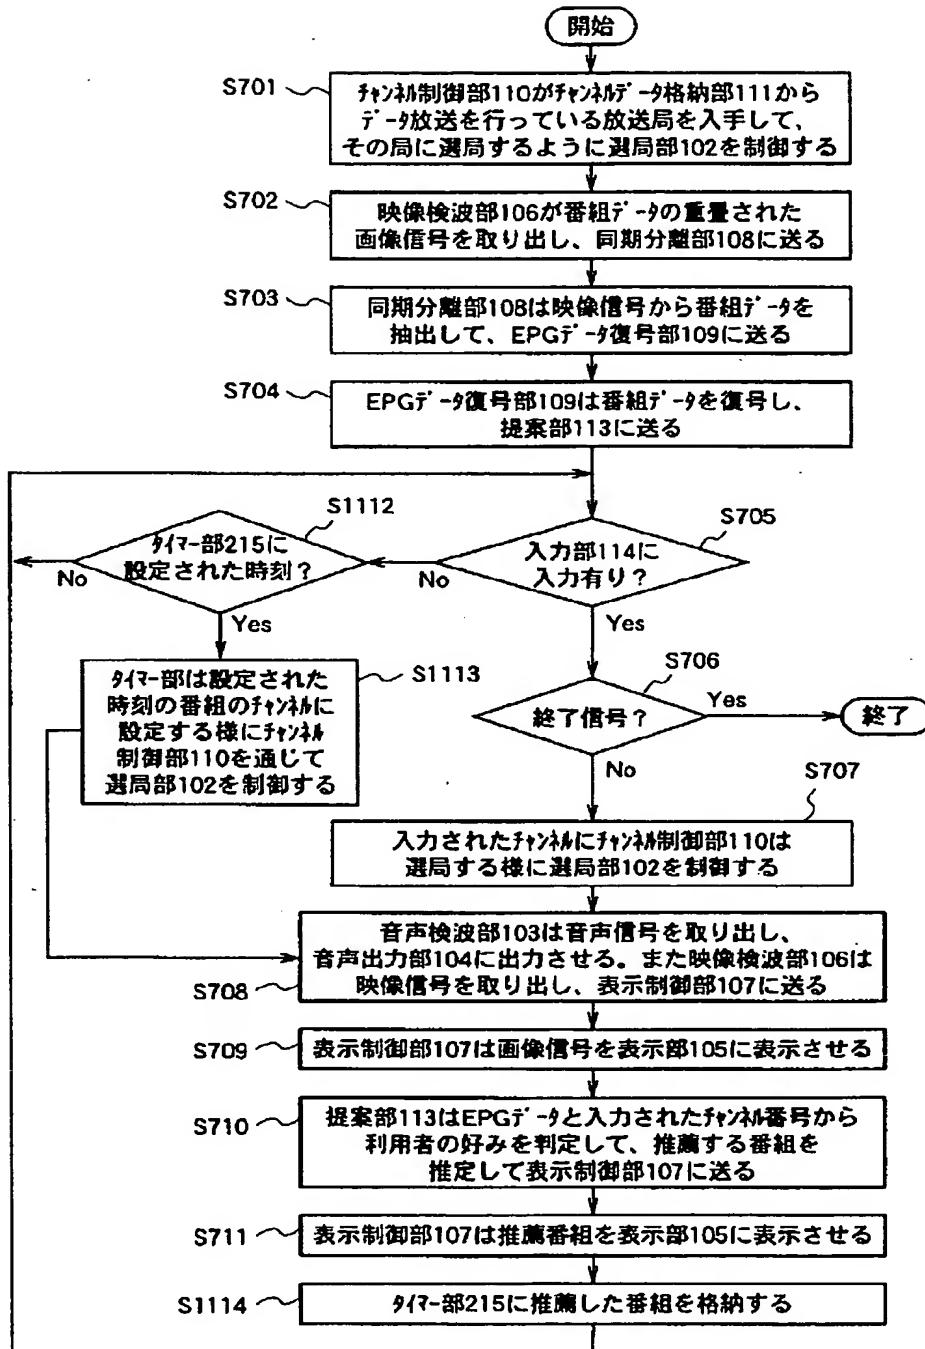 開始
S701
チャンネル制御部110がチャンネルデータ格納部111から
データ放送を行っている放送局を入手して、
その局に選局するように選局部102を制御する
S702
映像検波部106が番組データの重畳された
画像信号を取り出し、同期分離部108に送る
S703
同期分離部108は映像信号から番組データを
抽出して、EPGデータ復号部109に送る
S704
EPGデータ復号部109は番組データを復号し、
提案部113に送る
S1112
タイマー部215に
設定された時刻?
No
Yes
S705
入力部114に
入力有り?
No
Yes
S1113
タイマー部は設定された
時刻の番組のチャンネルに
設定する様にチャンネル
制御部110を通じて
選局部102を制御する
S706
終了信号?
Yes
終了
No
S707
入力されたチャンネルにチャンネル制御部110は
選局する様に選局部102を制御する
S708
音声検波部103は音声信号を取り出し、
音声出力部104に出力させる。また映像検波部106は
映像信号を取り出し、表示制御部107に送る
S709
表示制御部107は画像信号を表示部105に表示させる
S710
提案部113はEPGデータと入力されたチャンネル番号から
利用者の好みを判定して、推薦する番組を
推定して表示制御部107に送る
S711
表示制御部107は推薦番組を表示部105に表示させる
S1114
タイマー部215に推薦した番組を格納する